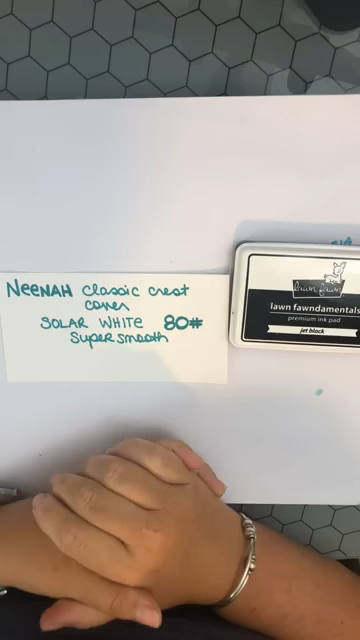 NEENAH classic crest
cover
SOLAR WHITE 80#
Super smooth
lawn fawn
lawn fawndamentals
premium ink pad
jet black